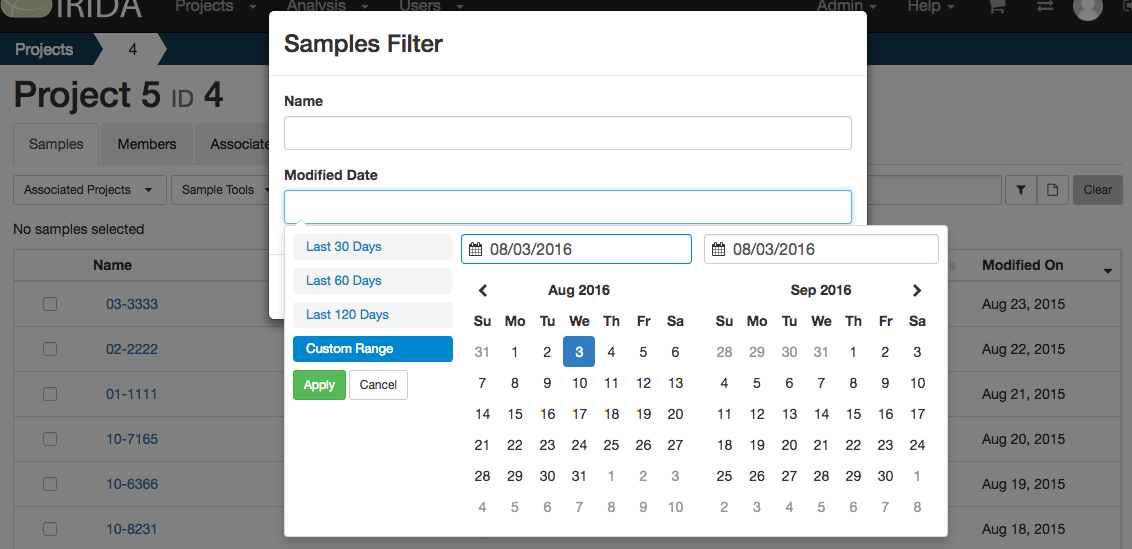 IRIDA Projects Analysis Users Admin Help
Projects 4
Samples Filter
Project 5 ID 4
Name
Samples Members Associate
Modified Date
Associated Projects Sample Tools Clear
No samples selected
Last 30 Days 08/03/2016 08/03/2016
Name Modified On
Last 60 Days
Aug 2016 Sep 2016
03-3333 Aug 23, 2015
Last 120 Days
Su Mo Tu We Th Fr Sa Su Mo Tu We Th Fr Sa
Custom Range
02-2222 31 1 2 3 4 5 6 28 29 30 31 1 2 3 Aug 22, 2015
Apply Cancel
7 8 9 10 11 12 13 4 5 6 7 8 9 10
01-1111 Aug 21, 2015
14 15 16 17 18 19 20 11 12 13 14 15 16 17
10-7165 21 22 23 24 25 26 27 18 19 20 21 22 23 24 Aug 20, 2015
28 29 30 31 1 2 3 25 26 27 28 29 30 1
10-6366 Aug 19, 2015
4 5 6 7 8 9 10 2 3 4 5 6 7 8
10-8231 Aug 18, 2015